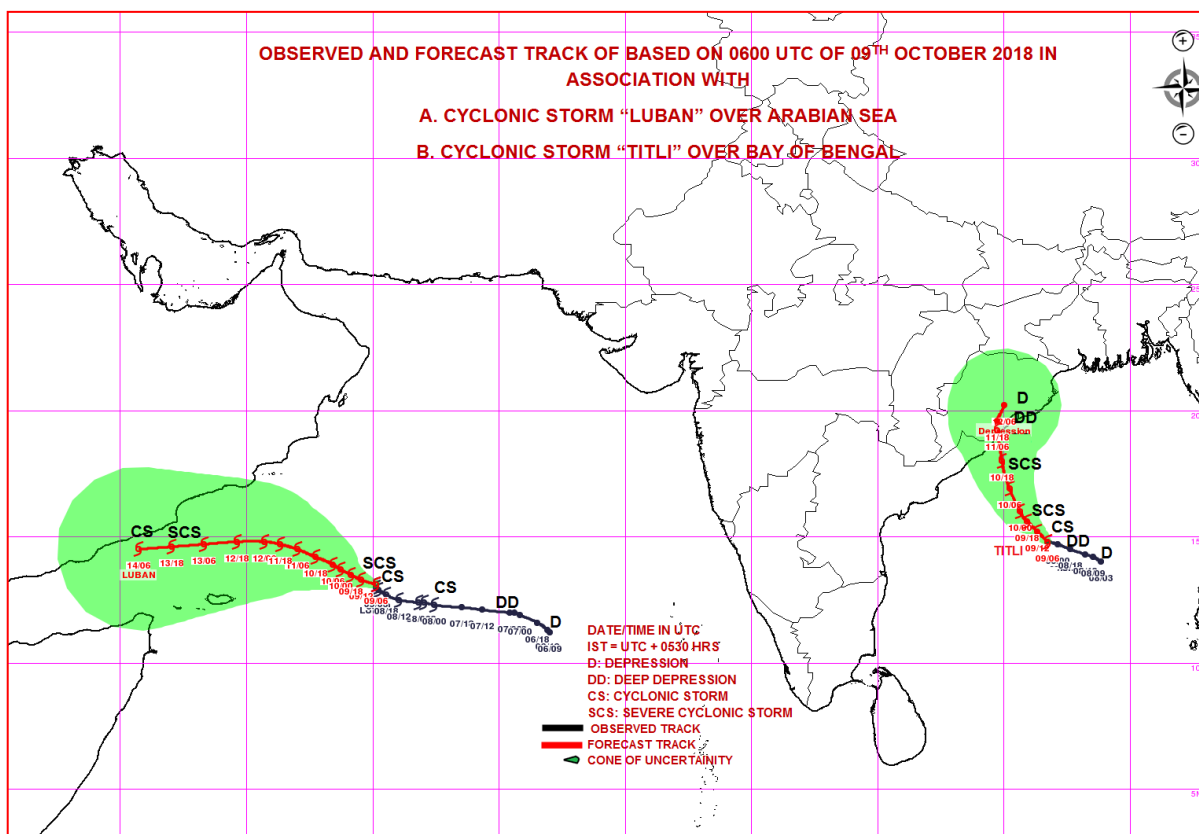 OBSERVED AND FORECAST TRACK OF BASED ON 0600 UTC OF 09TH OCTOBER 2018 IN
ASSOCIATION WITH
A. CYCLONIC STORM “LUBAN” OVER ARABIAN SEA
B. CYCLONIC STORM “TITLI” OVER BAY OF BENGAL
D
DD
Depression
11/18
11/06
SCS
10/18
10/06
SCS
10/00
CS
09/18
DD
09/12
TITLI
09/06
D
08/18
08/09
08/03
CS SCS
14/06
LUBAN
13/18
13/06
12/18
11/18
11/06
10/18
10/06
10/00
09/18
SCS
CS
09/06
08/18
08/12
08/00
CS
07/12
DD
07/00
D
06/18
06/09
DATE/TIME IN UTC
IST = UTC + 0530 HRS
D: DEPRESSION
DD: DEEP DEPRESSION
CS: CYCLONIC STORM
SCS: SEVERE CYCLONIC STORM
OBSERVED TRACK
FORECAST TRACK
CONE OF UNCERTAINITY